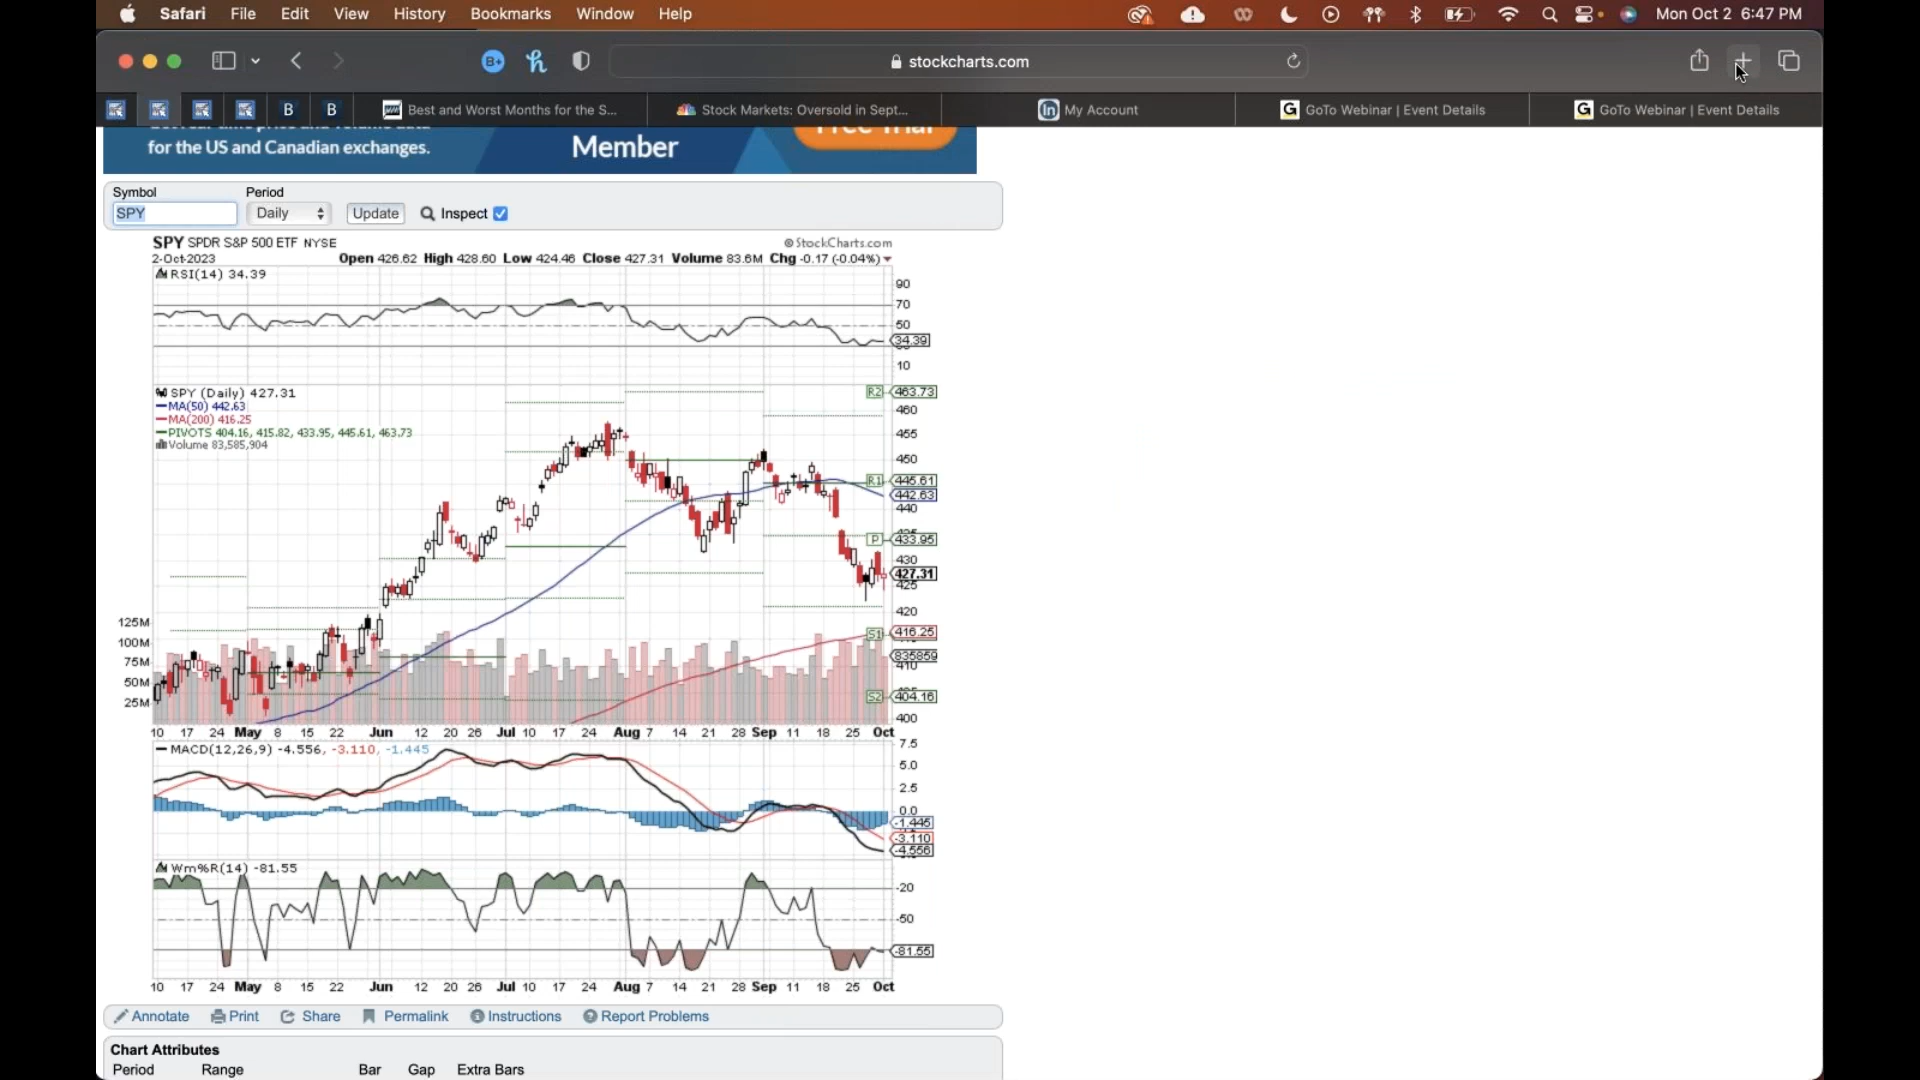 Safari File Edit View History Bookmarks Window Help Mon Oct 2 6:47 PM
stockcharts.com
B+
B B Best and Worst Months for the S... Stock Markets: Oversold in Sept... In My Account G GoTo Webinar | Event Details G GoTo Webinar | Event Details
for the US and Canadian exchanges.
Member
Free Trial
Symbol Period
SPY Daily Update Inspect
SPY SPDR S&P 500 ETF NYSE © StockCharts.com
2-Oct-2023 Open 426.62 High 428.60 Low 424.46 Close 427.31 Volume 83.6M Chg -0.17 (-0.04%)
RSI(14) 34.39
90
70
50
34.39
10
SPY (Daily) 427.31
MA(50) 442.63
MA(200) 416.25
PIVOTS 404.16, 415.82, 433.95, 445.61, 463.73
Volume 83,585,904
R2 463.73
460
455
450
R1 445.61
442.63
440
435
P 433.95
430
427.31
425
420
S1 416.25
835859
410
S2 404.16
400
125M
100M
75M
50M
25M
10 17 24 May 8 15 22 Jun 12 20 26 Jul 10 17 24 Aug 7 14 21 28 Sep 11 18 25 Oct
MACD(12,26,9) -4.556, -3.110, -1.445
7.5
5.0
2.5
0.0
-1.445
-3.110
-4.556
Wm%R(14) -81.55
-20
-50
-81.55
10 17 24 May 8 15 22 Jun 12 20 26 Jul 10 17 24 Aug 7 14 21 28 Sep 11 18 25 Oct
Annotate Print Share Permalink Instructions Report Problems
Chart Attributes
Period Range Bar Gap Extra Bars